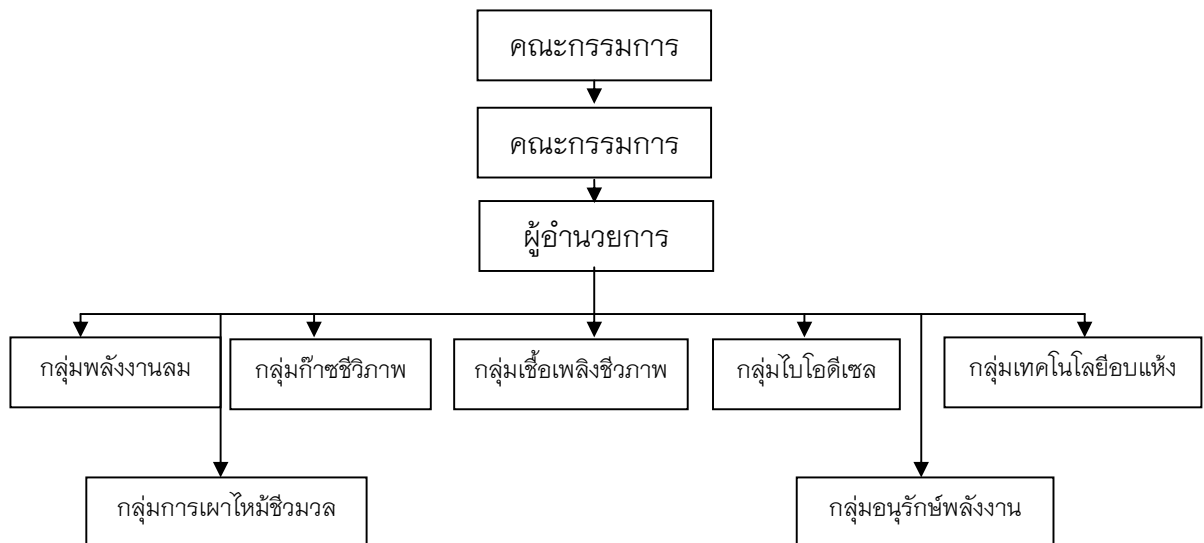 คณะกรรมการ
คณะกรรมการ
ผู้อำนวยการ
กลุ่มพลังงานลม
กลุ่มก๊าซชีวิภาพ
กลุ่มเชื้อเพลิงชีวภาพ
กลุ่มไบโอดีเซล
กลุ่มเทคโนโลยีอบแห้ง
กลุ่มการเผาไหม้ชีวมวล
กลุ่มอนุรักษ์พลังงาน